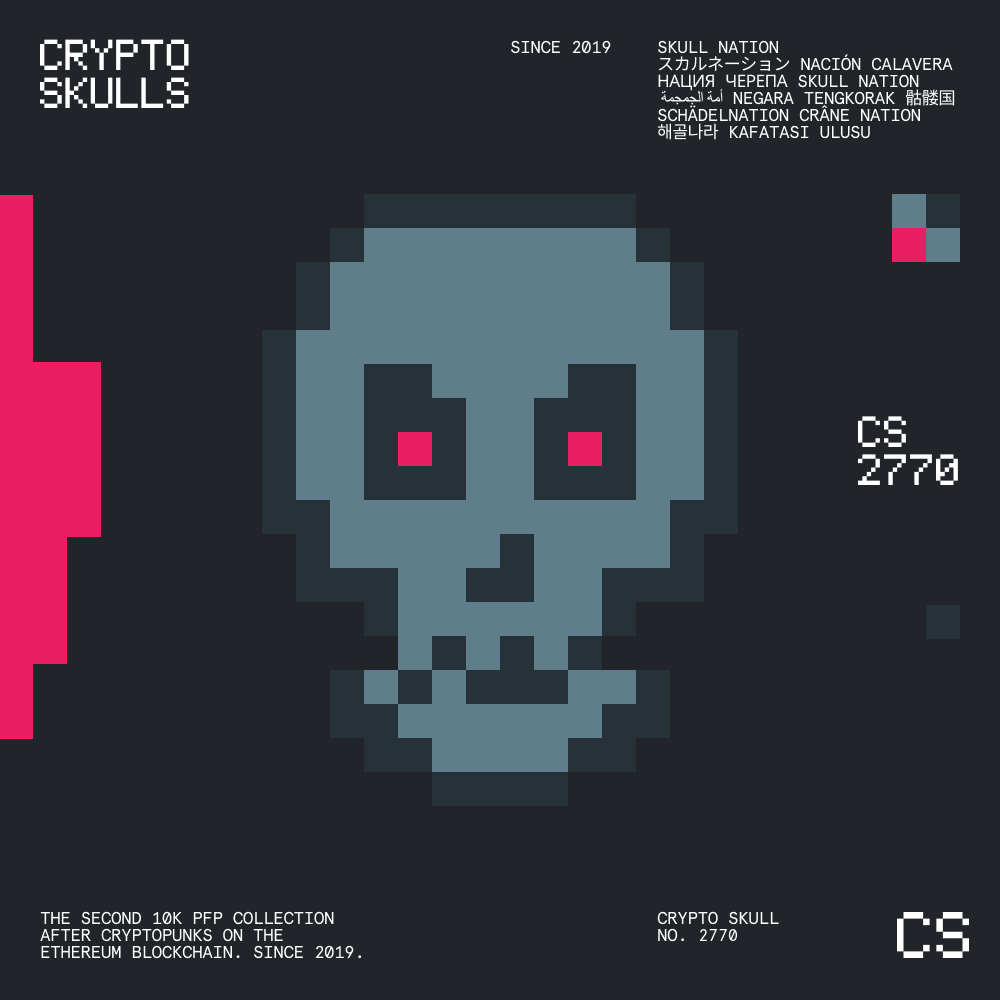 CRYPTO
SKULLS
SINCE 2019
SKULL NATION
スカルネーション NACIÓN CALAVERA
НАЦИЯ ЧЕРЕПА SKULL NATION
أمة الجمجمة NEGARA TENGKORAK 骷髅国
SCHÄDELNATION CRÂNE NATION
해골나라 KAFATASI ULUSU
CS
2770
THE SECOND 10K PFP COLLECTION
AFTER CRYPTOPUNKS ON THE
ETHEREUM BLOCKCHAIN. SINCE 2019.
CRYPTO SKULL
NO. 2770
CS